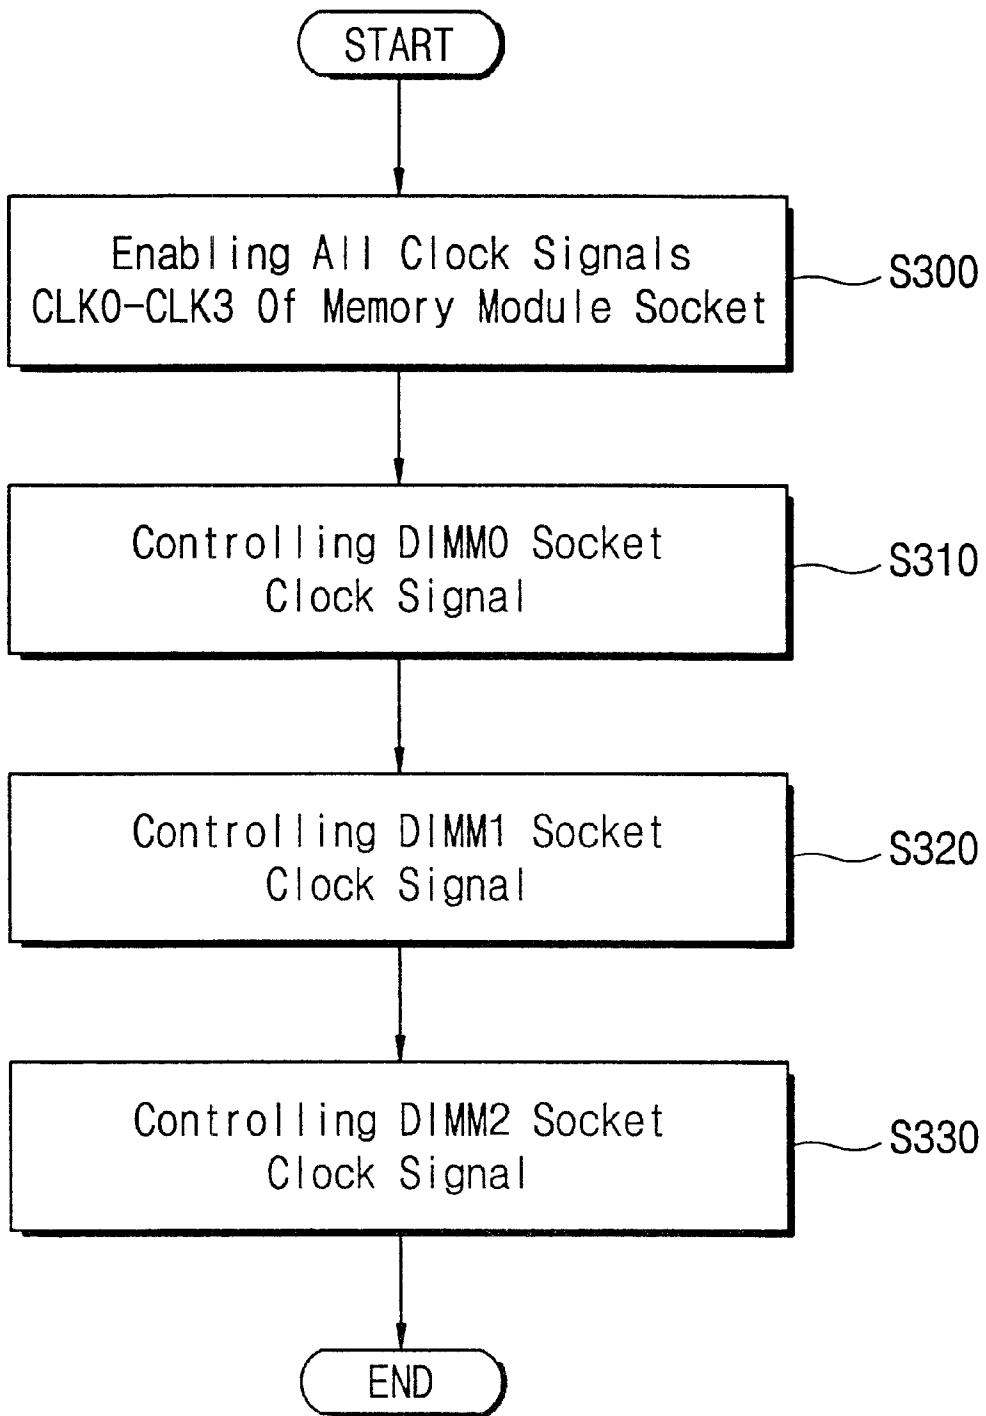 START
Enabling All Clock Signals
CLK0-CLK3 Of Memory Module Socket
S300
Controlling DIMM0 Socket
Clock Signal
S310
Controlling DIMM1 Socket
Clock Signal
S320
Controlling DIMM2 Socket
Clock Signal
S330
END